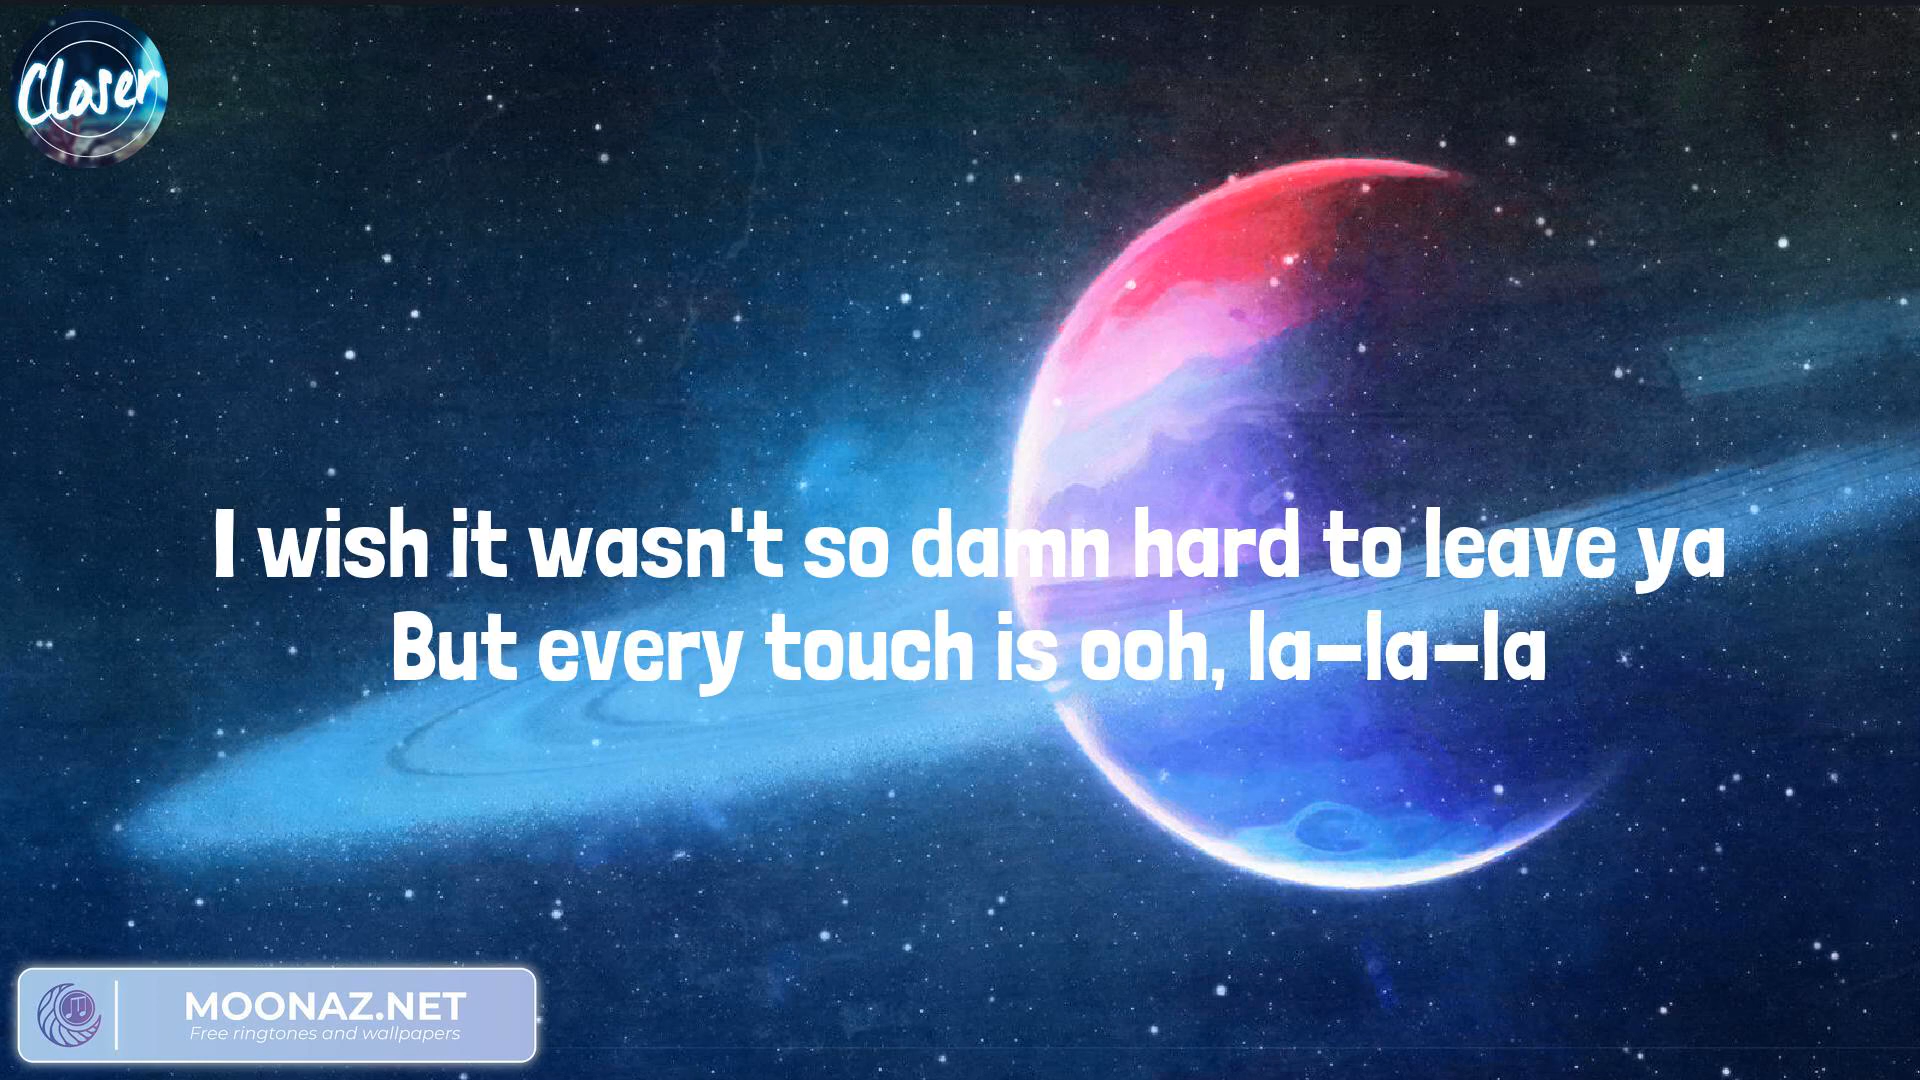 Closer
I wish it wasn't so damn hard to leave ya
But every touch is ooh, la-la-la
MOONAZ.NET
Free ringtones and wallpapers